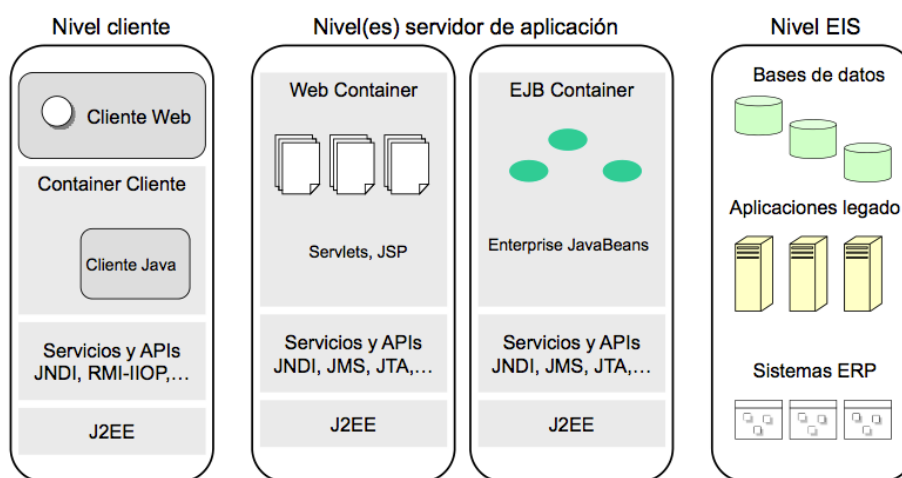 Nivel cliente
Cliente Web
Container Cliente
Cliente Java
Servicios y APIs
JNDI, RMI-IIOP,...
J2EE
Nivel(es) servidor de aplicación
Web Container
Servlets, JSP
Servicios y APIs
JNDI, JMS, JTA,...
J2EE
EJB Container
Enterprise JavaBeans
Servicios y APIs
JNDI, JMS, JTA,...
J2EE
Nivel EIS
Bases de datos
Aplicaciones legado
Sistemas ERP